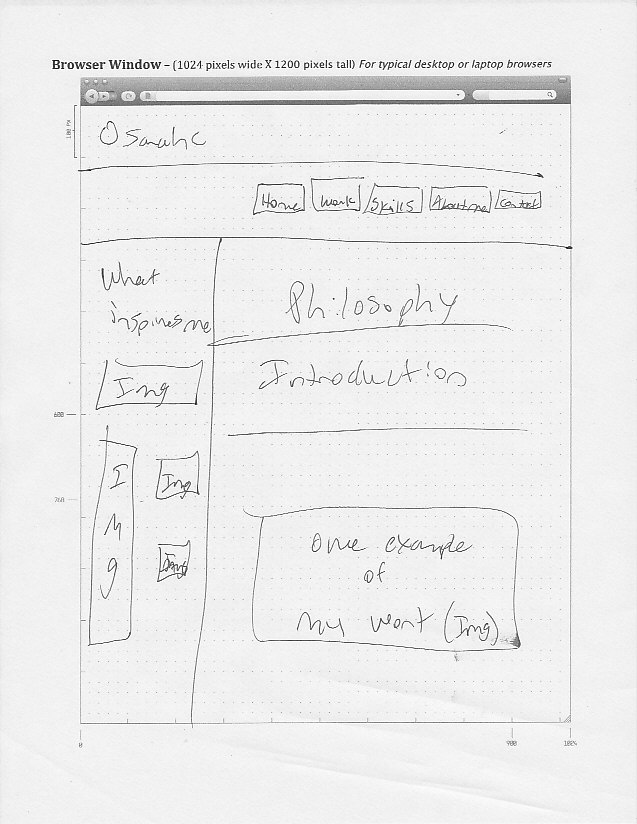 Browser Window – (1024 pixels wide X 1200 pixels tall) For typical desktop or laptop browsers
100 PX
Osanahc
Home Work Skills About me Contact
What
inspires me
Philosophy
Img
Introduction
600
I
m
g
Img
760
Img
one example
of
my work (Img)
0 900 1024